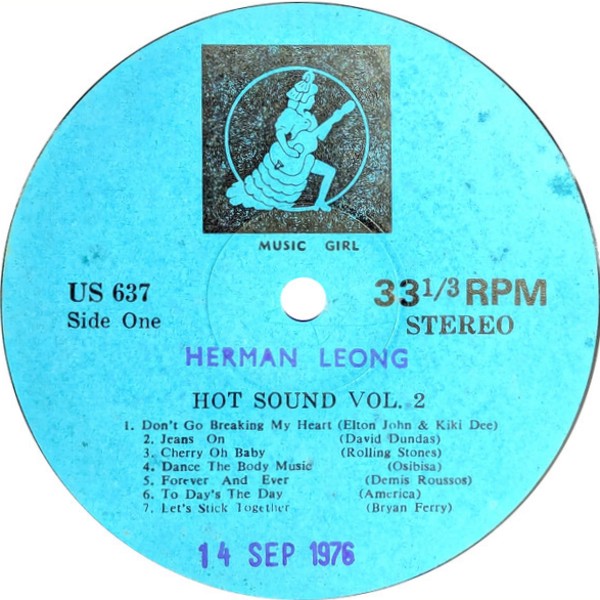 MUSIC GIRL
US 637
Side One
33 1/3 RPM
STEREO
HERMAN LEONG
HOT SOUND VOL. 2
1. Don't Go Breaking My Heart (Elton John & Kiki Dee)
2. Jeans On (David Dundas)
3. Cherry Oh Baby (Rolling Stones)
4. Dance The Body Music (Osibisa)
5. Forever And Ever (Demis Roussos)
6. To Day's The Day (America)
7. Let's Stick Together (Bryan Ferry)
14 SEP 1976